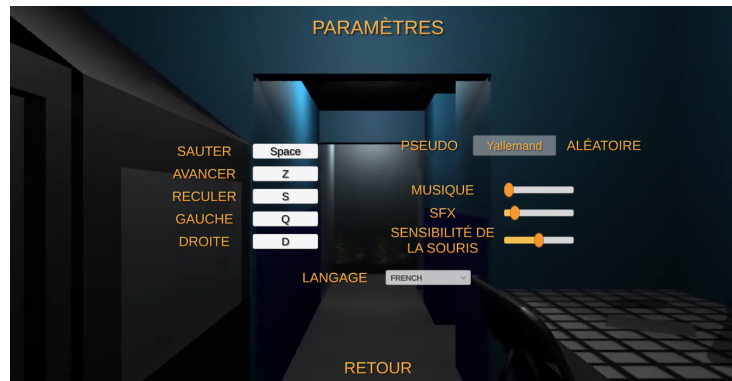 PARAMÈTRES
SAUTER Space
AVANCER Z
RECULER S
GAUCHE Q
DROITE D
PSEUDO Yallemand ALÉATOIRE
MUSIQUE
SFX
SENSIBILITÉ DE
LA SOURIS
LANGAGE FRENCH
RETOUR